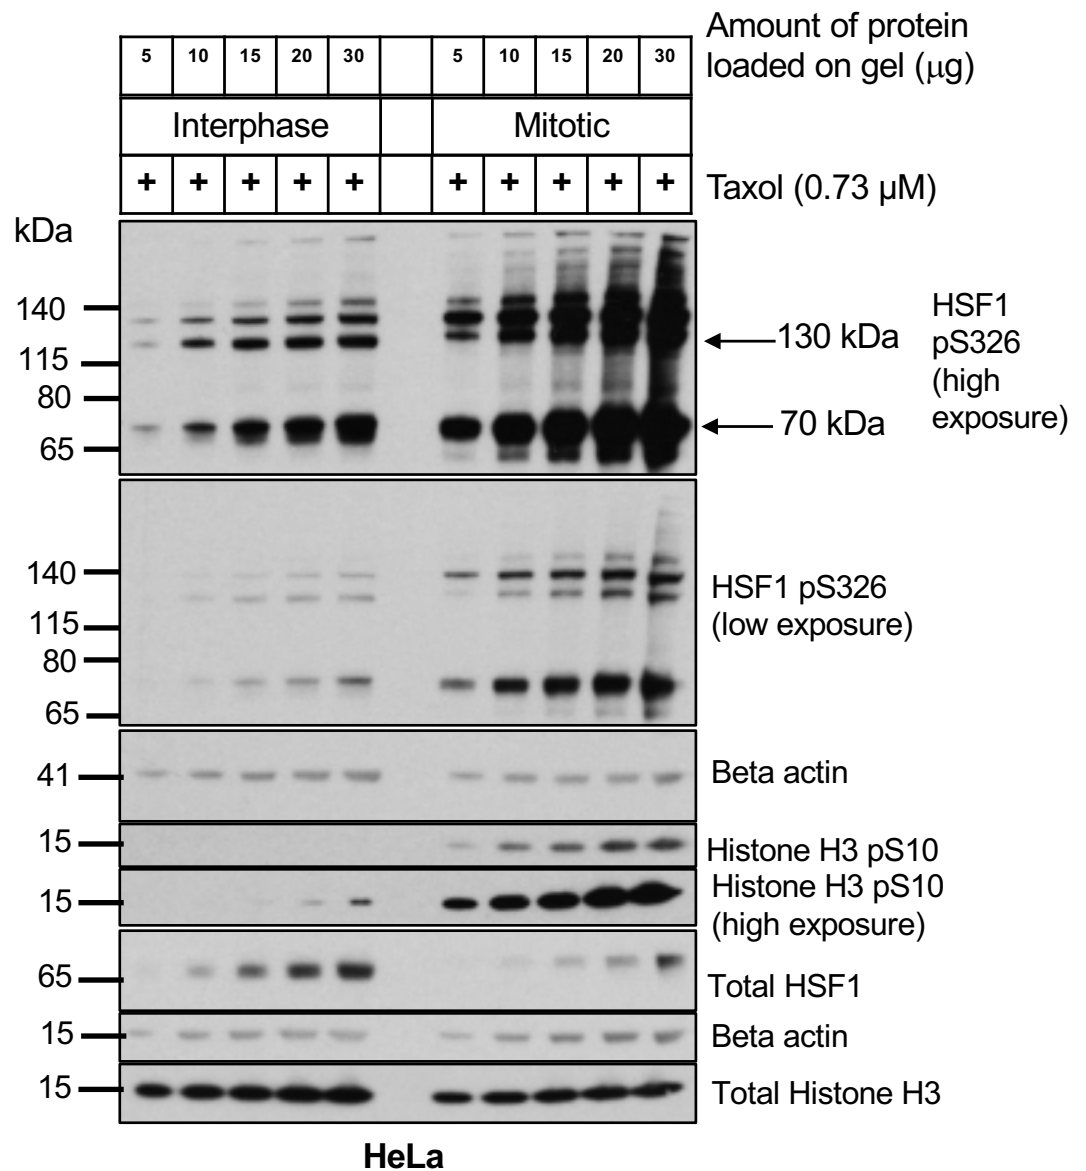 Amount of protein
loaded on gel (μg)
5 10 15 20 30 5 10 15 20 30
Interphase Mitotic
+ + + + + + + + + + Taxol (0.73 μM)
kDa
140
115
80
65
130 kDa
70 kDa
HSF1
pS326
(high
exposure)
140
115
80
65
HSF1 pS326
(low exposure)
41 Beta actin
15 Histone H3 pS10
15 Histone H3 pS10
(high exposure)
65 Total HSF1
15 Beta actin
15 Total Histone H3
HeLa